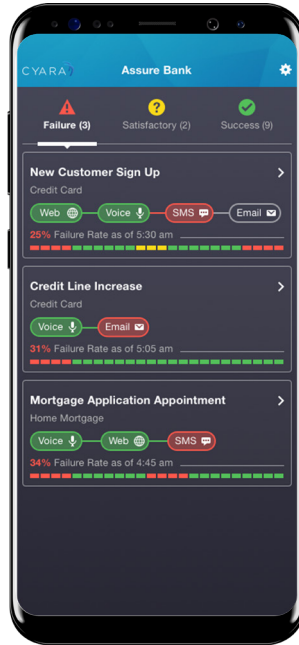 CYARA
Assure Bank
Failure (3)
Satisfactory (2)
Success (9)
New Customer Sign Up
Credit Card
Web
Voice
SMS
Email
25% Failure Rate as of 5:30 am
Credit Line Increase
Credit Card
Voice
Email
31% Failure Rate as of 5:05 am
Mortgage Application Appointment
Home Mortgage
Voice
Web
SMS
34% Failure Rate as of 4:45 am